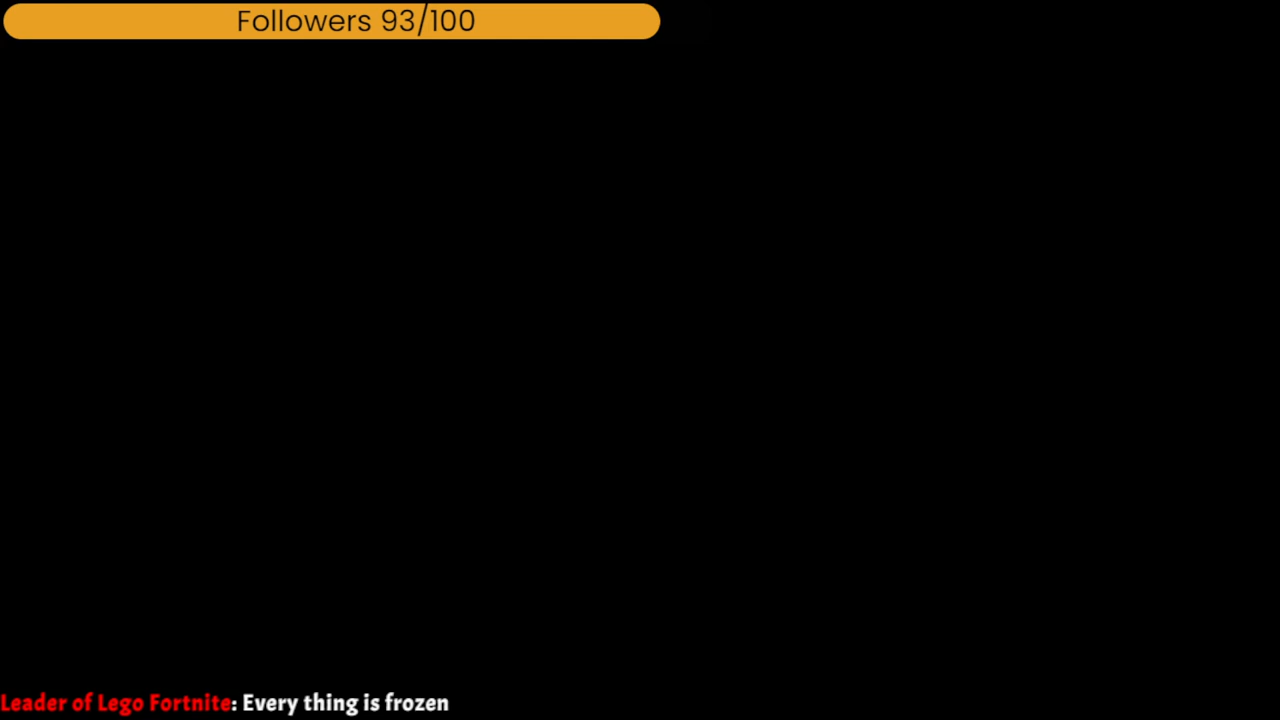 Followers 93/100
Leader of Lego Fortnite: Every thing is frozen